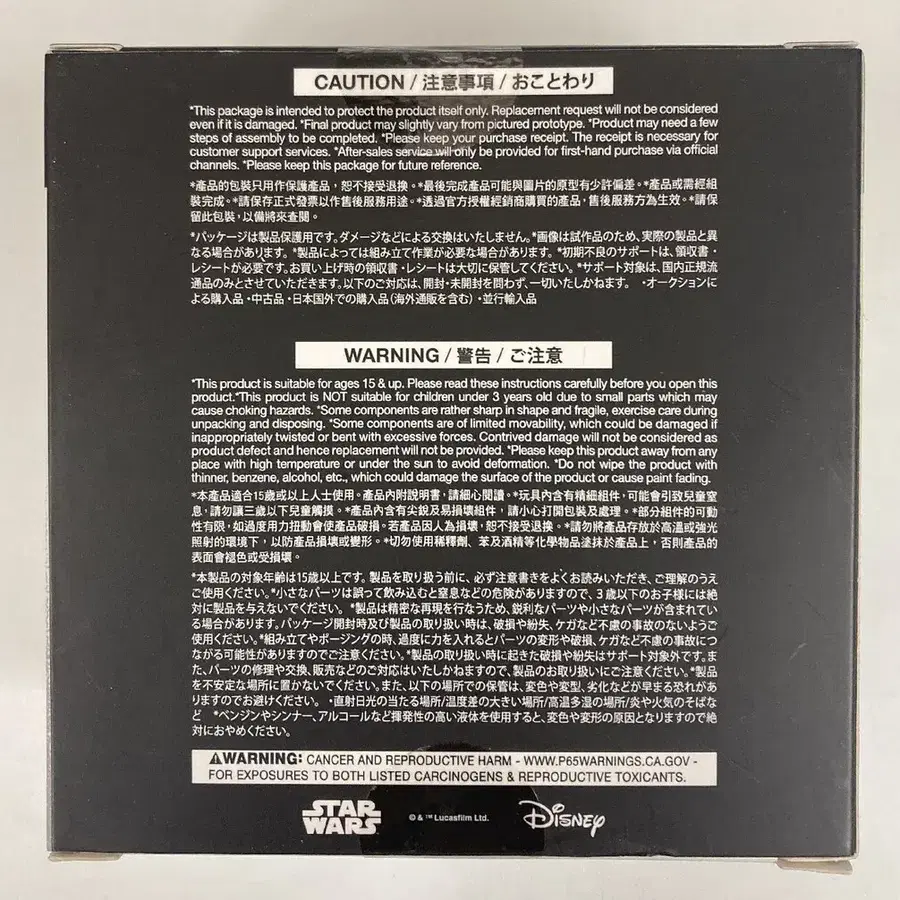 CAUTION / 注意事項 / おことわり
*This package is intended to protect the product itself only. Replacement request will not be considered
even if it is damaged. *Final product may slightly vary from pictured prototype. *Product may need a few
steps of assembly to be completed. *Please keep your purchase receipt. The receipt is necessary for
customer support services. *After-sales service will only be provided for first-hand purchase via official
channels. *Please keep this package for future reference.
*產品的包裝只用作保護產品，恕不接受退換。*最後完成產品可能與圖片的原型有少許偏差。*產品或需經組
裝完成。*請保存正式發票以作售後服務用途。*透過官方授權經銷商購買的產品，售後服務方為生效。*請保
留此包裝，以備將來查閱。
*パッケージは製品保護用です。ダメージなどによる交換はいたしません。*画像は試作品のため、実際の製品と異
なる場合があります。*製品によっては組み立て作業が必要な場合があります。*初期不良のサポートは、領収書・
レシートが必要です。お買い上げ時の領収書・レシートは大切に保管してください。*サポート対象は、国内正規流
通品のみとさせていただきます。以下のご対応は、開封・未開封を問わず、一切いたしかねます。 ・オークションに
よる購入品・中古品・日本国外での購入品(海外通販を含む)・並行輸入品
WARNING / 警告 / ご注意
*This product is suitable for ages 15 & up. Please read these instructions carefully before you open this
product.*This product is NOT suitable for children under 3 years old due to small parts which may
cause choking hazards. *Some components are rather sharp in shape and fragile, exercise care during
unpacking and disposing. *Some components are of limited movability, which could be damaged if
inappropriately twisted or bent with excessive forces. Contrived damage will not be considered as
product defect and hence replacement will not be provided. *Please keep this product away from any
place with high temperature or under the sun to avoid deformation. *Do not wipe the product with
thinner, benzene, alcohol, etc., which could damage the surface of the product or cause paint fading.
*本產品適合15歲或以上人士使用。產品內附說明書，請細心閱讀。*玩具內含有精細組件，可能會引致兒童窒
息，請勿讓三歲以下兒童觸摸。*產品內含有尖銳及易損壞組件，請小心打開包裝及處理。*部分組件的可動
性有限，如過度用力扭動會使產品破損。若產品因人為損壞，恕不接受退換。*請勿將產品存放於高溫或強光
照射的環境下，以防產品損壞或變形。*切勿使用稀釋劑、苯及酒精等化學物品塗抹於產品上，否則產品的
表面會褪色或受損壞。
*本製品の対象年齢は15歳以上です。製品を取り扱う前に、必ず注意書きをよくお読みいただき、ご理解のうえ
ご使用ください。*小さなパーツは誤って飲み込むと窒息などの危険がありますので、3歳以下のお子様には絶
対に製品を与えないでください。*製品は精密な再現を行なうため、鋭利なパーツや小さなパーツが含まれてい
る場合があります。パッケージ開封時及び製品の取り扱い時は、破損や紛失、ケガなど不慮の事故のないようご
使用ください。*組み立てやポージングの時、過度に力を入れるとパーツの変形や破損、ケガなど不慮の事故につ
ながる可能性がありますのでご注意ください。*製品の取り扱い時に起きた破損や紛失はサポート対象外です。ま
た、パーツの修理や交換、販売などのご対応はいたしかねますので、製品のお取り扱いにご注意ください。*製品
を不安定な場所に置かないでください。また、以下の場所での保管は、変色や変型、劣化などが早まる恐れがあ
りますのでお避けください。 ・直射日光の当たる場所/温度差の大きい場所/高温多湿の場所/炎や火気のそばな
ど *ベンジンやシンナー、アルコールなど揮発性の高い液体を使用すると、変色や変形の原因となりますので絶
対におやめください。
⚠WARNING: CANCER AND REPRODUCTIVE HARM - WWW.P65WARNINGS.CA.GOV -
FOR EXPOSURES TO BOTH LISTED CARCINOGENS & REPRODUCTIVE TOXICANTS.
STAR WARS © & ™ Lucasfilm Ltd. Disney